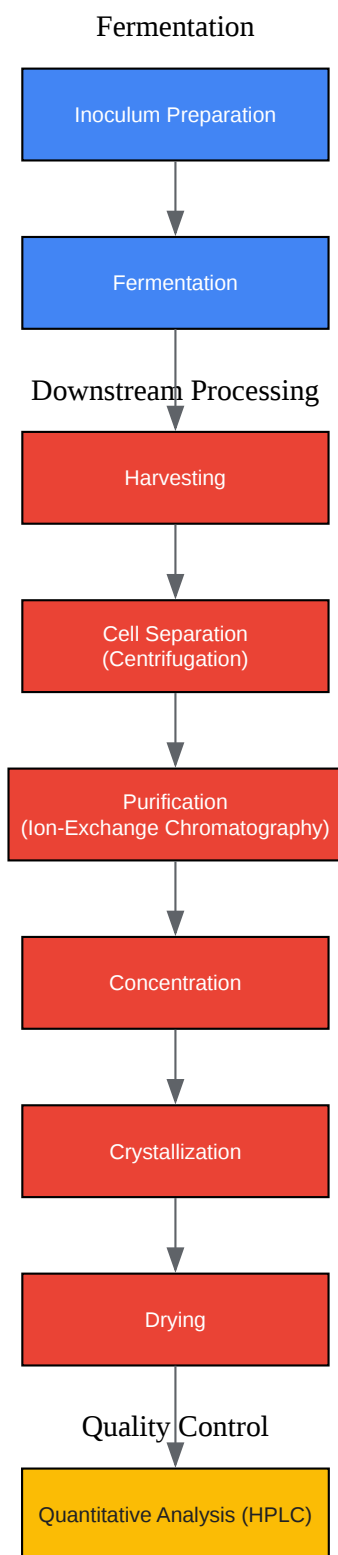 Fermentation
Inoculum Preparation
Fermentation
Downstream Processing
Harvesting
Cell Separation
(Centrifugation)
Purification
(Ion-Exchange Chromatography)
Concentration
Crystallization
Drying
Quality Control
Quantitative Analysis (HPLC)